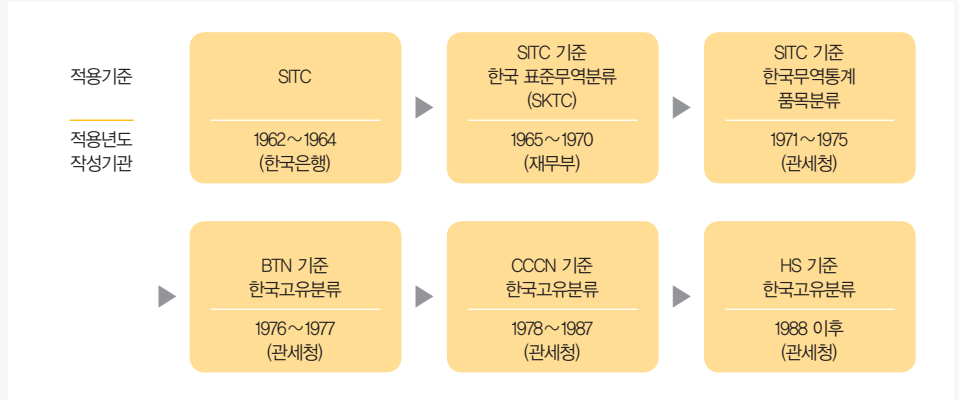 적용기준
적용년도
작성기관
SITC
1962~1964
(한국은행)
SITC 기준
한국 표준무역분류
(SKTC)
1965~1970
(재무부)
SITC 기준
한국무역통계
품목분류
1971~1975
(관세청)
BTN 기준
한국고유분류
1976~1977
(관세청)
CCCN 기준
한국고유분류
1978~1987
(관세청)
HS 기준
한국고유분류
1988 이후
(관세청)